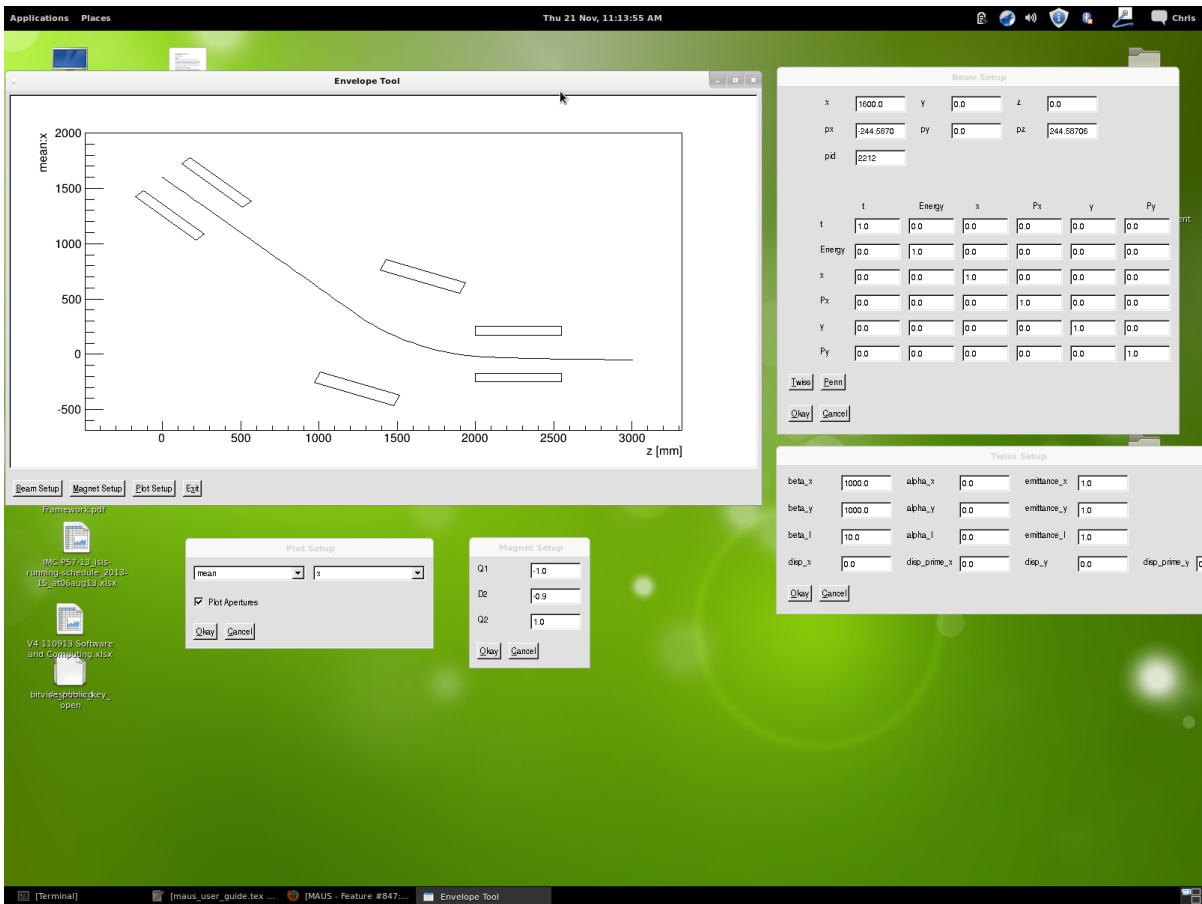 Applications Places Thu 21 Nov, 11:13:55 AM Chris
Envelope Tool
mean:x
2000
1500
1000
500
0
-500
0 500 1000 1500 2000 2500 3000
z [mm]
Beam Setup Magnet Setup Plot Setup Exit
Beam Setup
x 1600.0 y 0.0 z 0.0
px -244.5870 py 0.0 pz 244.58706
pid 2212
t Energy x Px y Py
t 1.0 0.0 0.0 0.0 0.0 0.0
Energy 0.0 1.0 0.0 0.0 0.0 0.0
x 0.0 0.0 1.0 0.0 0.0 0.0
Px 0.0 0.0 0.0 1.0 0.0 0.0
y 0.0 0.0 0.0 0.0 1.0 0.0
Py 0.0 0.0 0.0 0.0 0.0 1.0
Twiss Penn
Okay Cancel
ent
Twiss Setup
beta_x 1000.0 alpha_x 0.0 emittance_x 1.0
beta_y 1000.0 alpha_y 0.0 emittance_y 1.0
beta_l 10.0 alpha_l 0.0 emittance_l 1.0
disp_x 0.0 disp_prime_x 0.0 disp_y 0.0 disp_prime_y
Okay Cancel
Framework.pdf
IMC-P57-13_Isis-
running-schedule_2013-
15_at06aug13.xlsx
V4 110913 Software
and Computing.xlsx
open
Plot Setup
mean x
Plot Apertures
Okay Cancel
Magnet Setup
Q1 -1.0
D2 -0.9
Q2 1.0
Okay Cancel
[Terminal] [maus_user_guide.tex ... [MAUS - Feature #847:... Envelope Tool